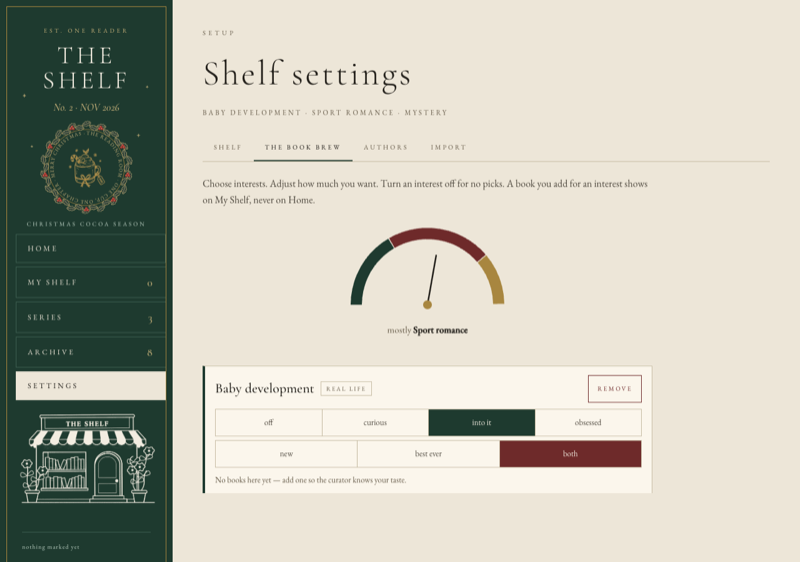 EST. ONE READER
THE
SHELF
No. 2 · NOV 2026
CHRISTMAS COCOA SEASON
HOME
MY SHELF 0
SERIES 3
ARCHIVE 8
SETTINGS
THE SHELF
nothing marked yet
SETUP
Shelf settings
BABY DEVELOPMENT · SPORT ROMANCE · MYSTERY
SHELF THE BOOK BREW AUTHORS IMPORT
Choose interests. Adjust how much you want. Turn an interest off for no picks. A book you add for an interest shows
on My Shelf, never on Home.
mostly Sport romance
Baby development REAL LIFE REMOVE
off curious into it obsessed
new best ever both
No books here yet — add one so the curator knows your taste.